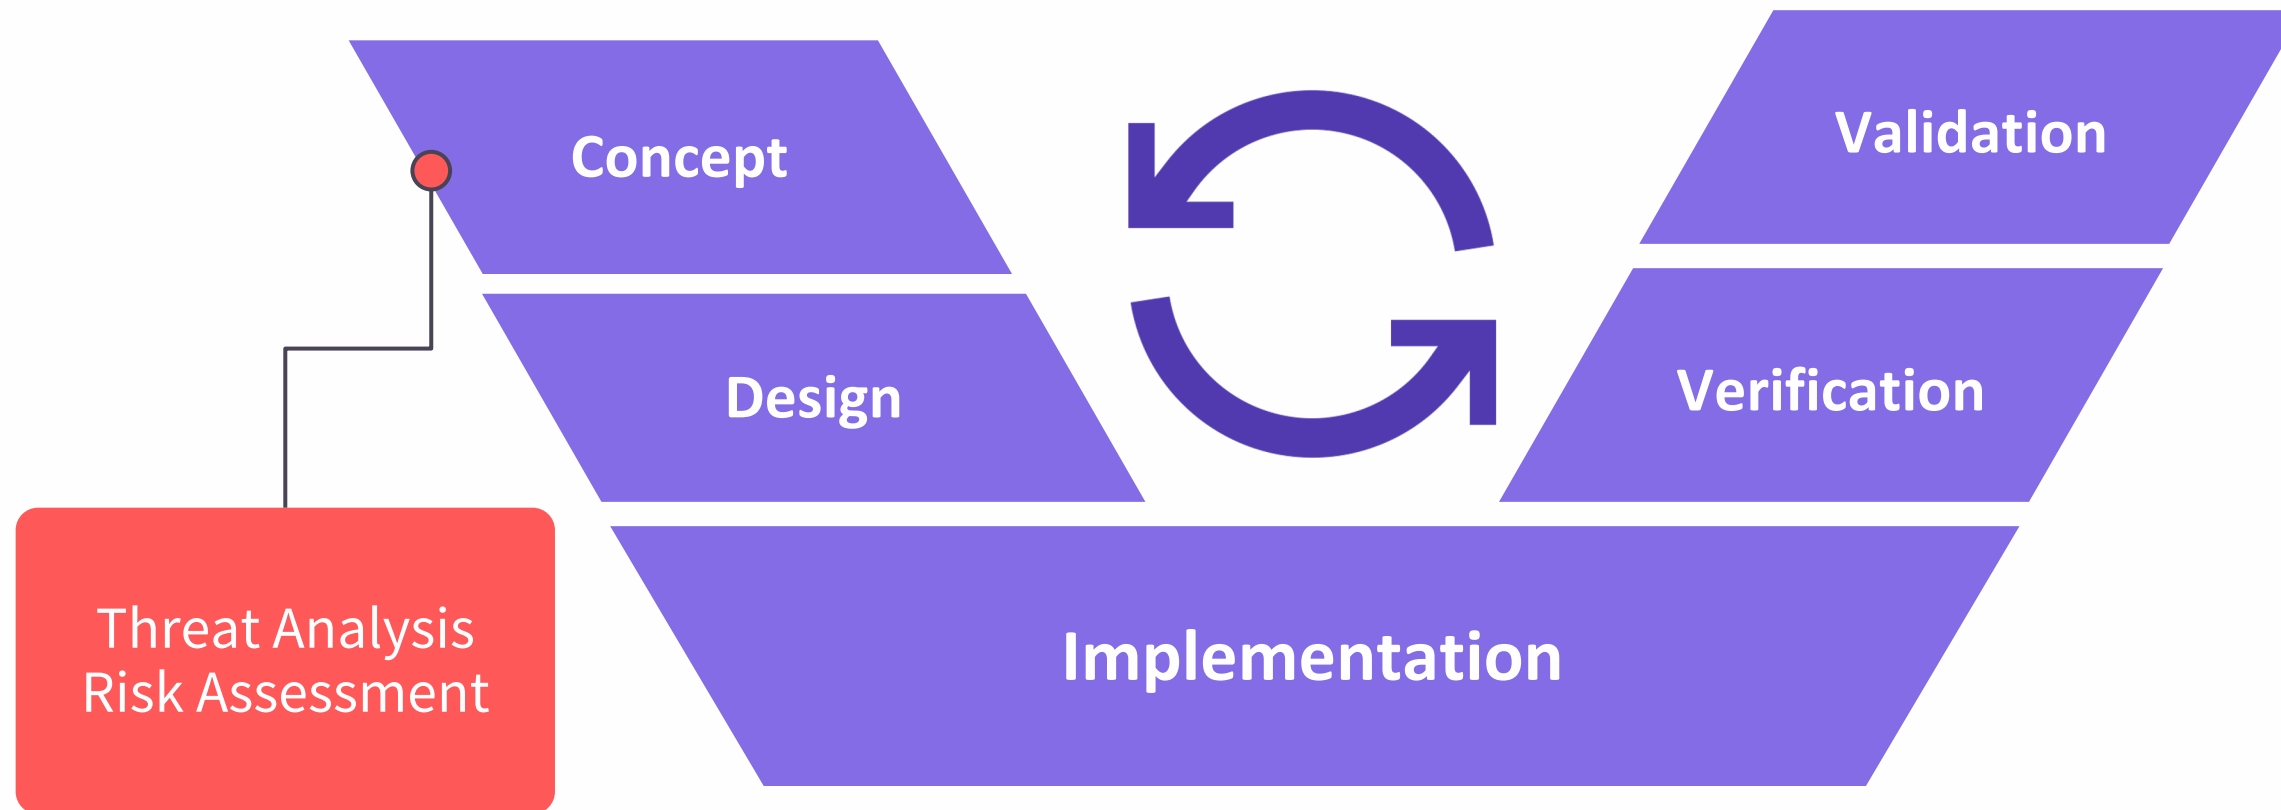 Concept
Validation
Design
Verification
Implementation
Threat Analysis
Risk Assessment